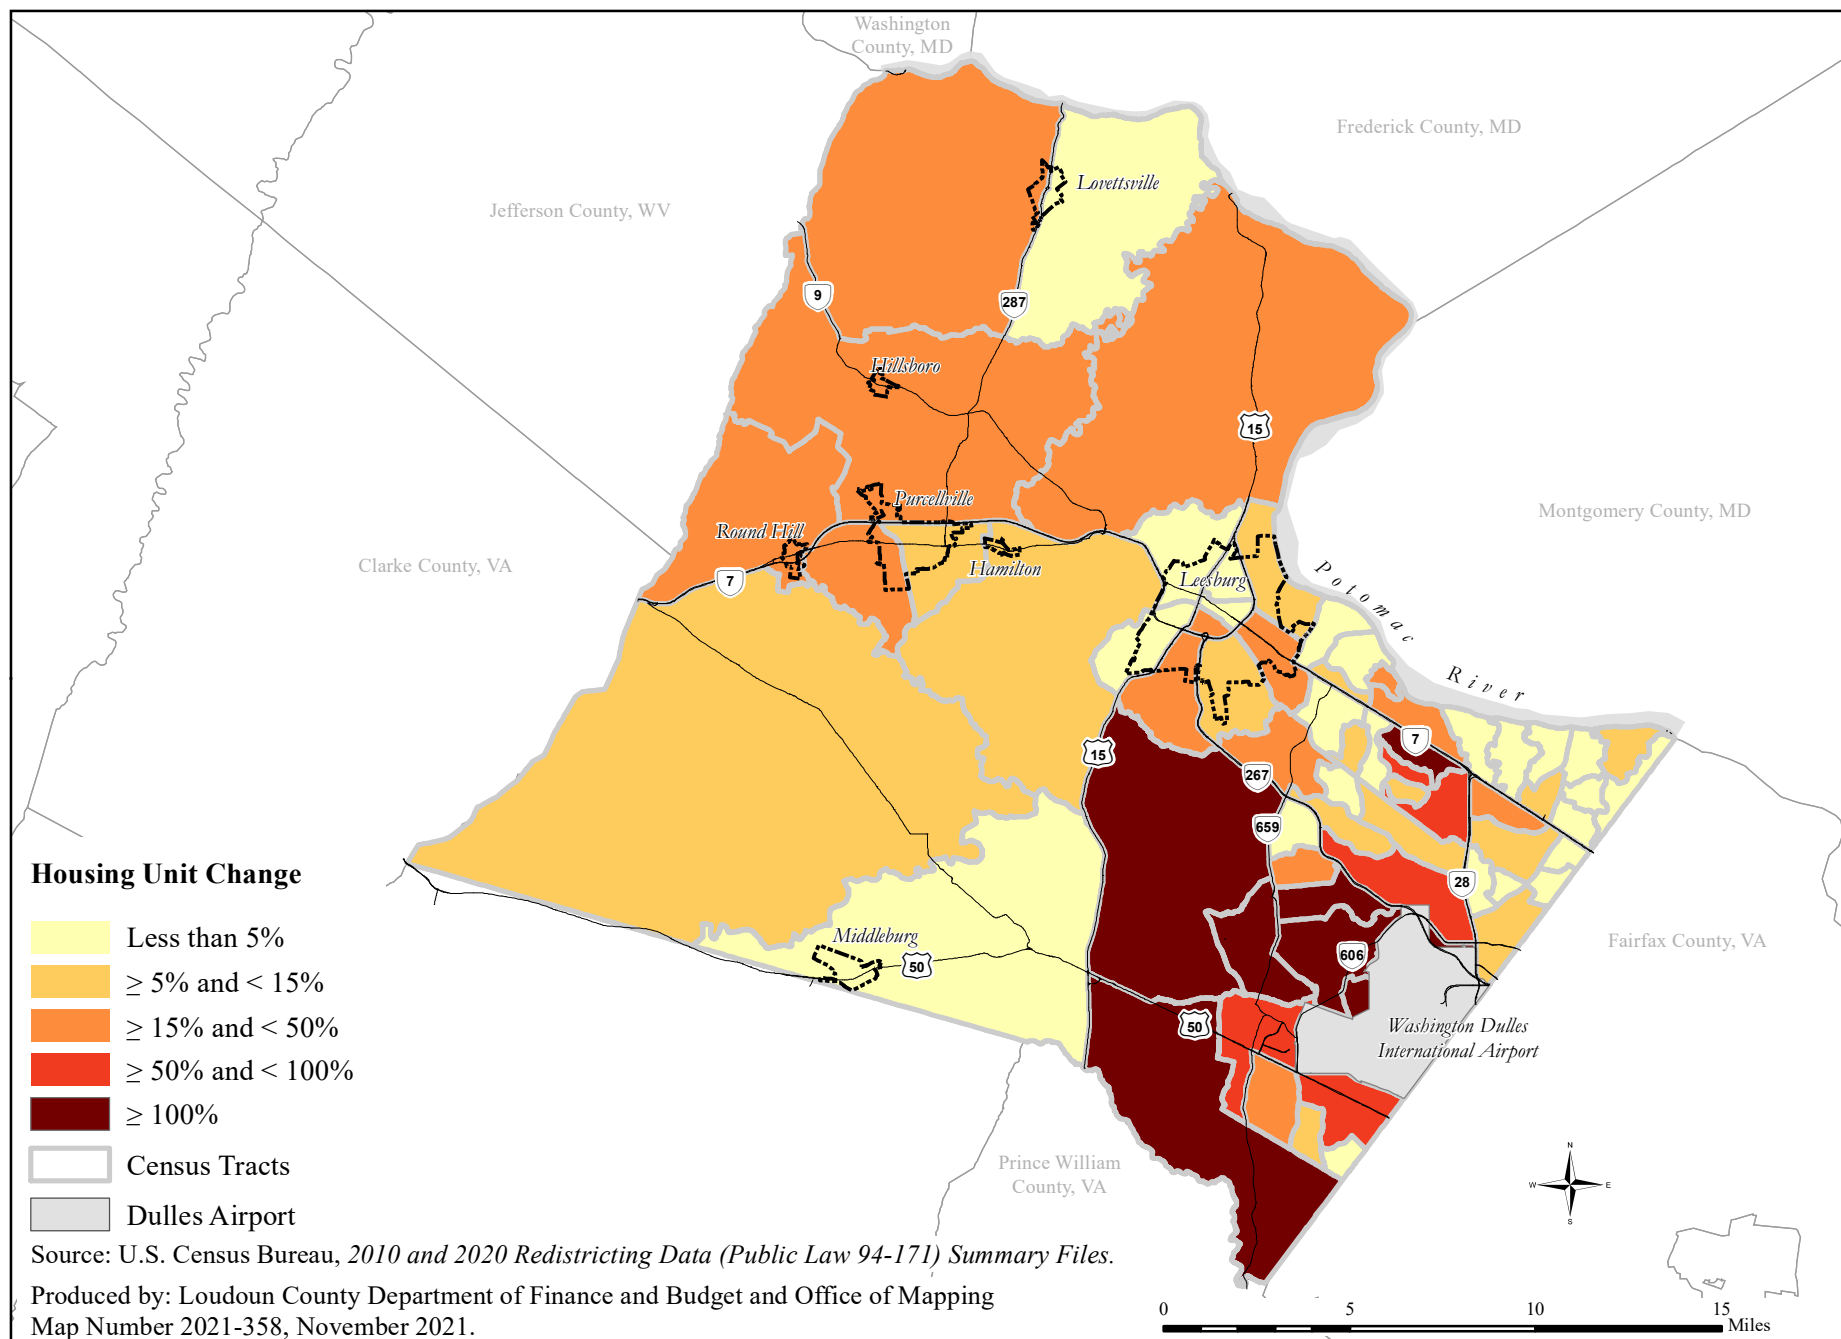 Washington
County, MD
Frederick County, MD
Jefferson County, WV
Lovettsville
9
287
Hillsboro
15
Purcellville
Round Hill
Montgomery County, MD
Clarke County, VA
7
Hamilton
Leesburg
Potomac
River
15
7
267
659
28
Housing Unit Change
Less than 5%
≥ 5% and < 15%
≥ 15% and < 50%
≥ 50% and < 100%
≥ 100%
Census Tracts
Dulles Airport
Middleburg
50
606
Fairfax County, VA
50
Washington Dulles
International Airport
Prince William
County, VA
N
W
E
S
Source: U.S. Census Bureau, 2010 and 2020 Redistricting Data (Public Law 94-171) Summary Files.
Produced by: Loudoun County Department of Finance and Budget and Office of Mapping
Map Number 2021-358, November 2021.
0 5 10 15
Miles